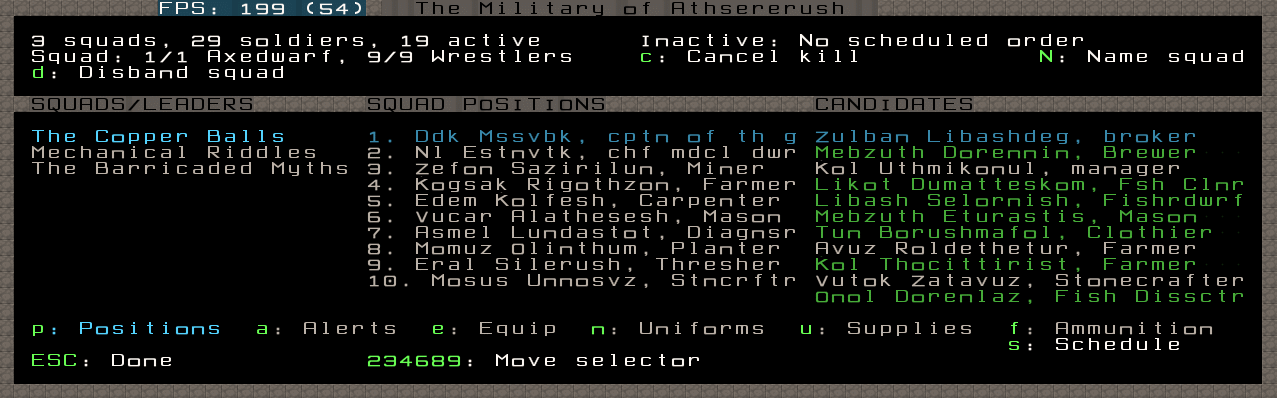 FPS: 199 (54) The Military of Athsererush
3 squads, 29 soldiers, 19 active Inactive: No scheduled order
Squad: 1/1 Axedwarf, 9/9 Wrestlers c: Cancel kill N: Name squad
d: Disband squad
SQUADS/LEADERS SQUAD POSITIONS CANDIDATES
The Copper Balls 1. Ddk Mssvbk, cptn of th g Zulban Libashdeg, broker
Mechanical Riddles 2. Nl Estnvtk, chf mdcl dwr Mebzuth Dorennin, Brewer
The Barricaded Myths 3. Zefon Sazirilun, Miner Kol Uthmikonul, manager
4. Kogsak Rigothzon, Farmer Likot Dumatteskom, Fsh Clnr
5. Edem Kolfesh, Carpenter Libash Selornish, Fishrdwrf
6. Vucar Alathesesh, Mason Mebzuth Eturastis, Mason
7. Asmel Lundastot, Diagnsr Tun Borushmafol, Clothier
8. Momuz Olinthum, Planter Avuz Roldethetur, Farmer
9. Eral Silerush, Thresher Kol Thocittirist, Farmer
10. Mosus Unnosvz, Stncrftr Vutok Zatavuz, Stonecrafter
Onol Dorenlaz, Fish Dissctr
p: Positions a: Alerts e: Equip n: Uniforms u: Supplies f: Ammunition
s: Schedule
ESC: Done 234689: Move selector